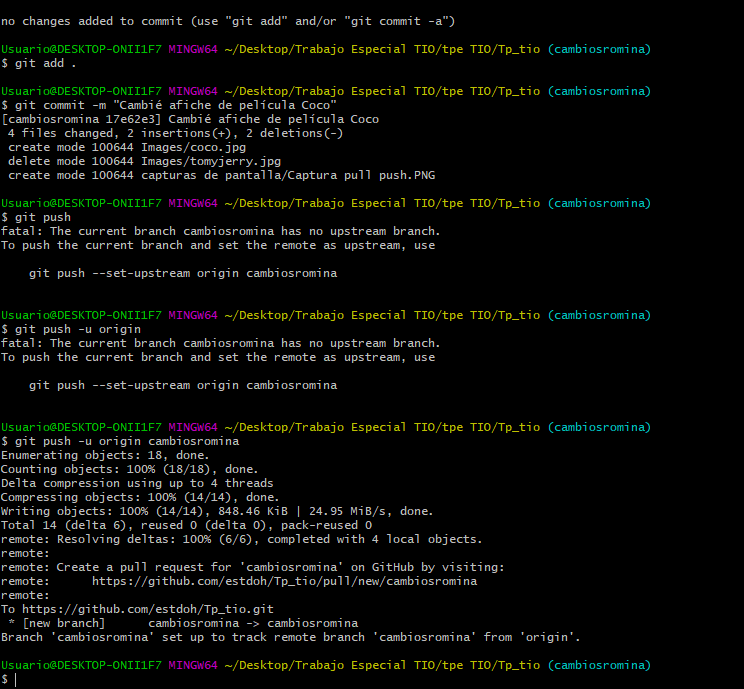 no changes added to commit (use "git add" and/or "git commit -a")
Usuario@DESKTOP-ONII1F7 MINGW64 ~/Desktop/Trabajo Especial TIO/tpe TIO/Tp_tio (cambiosromina)
$ git add .
Usuario@DESKTOP-ONII1F7 MINGW64 ~/Desktop/Trabajo Especial TIO/tpe TIO/Tp_tio (cambiosromina)
$ git commit -m "Cambié afiche de película Coco"
[cambiosromina 17e62e3] Cambié afiche de película Coco
 4 files changed, 2 insertions(+), 2 deletions(-)
 create mode 100644 Images/coco.jpg
 delete mode 100644 Images/tomyjerry.jpg
 create mode 100644 capturas de pantalla/Captura pull push.PNG
Usuario@DESKTOP-ONII1F7 MINGW64 ~/Desktop/Trabajo Especial TIO/tpe TIO/Tp_tio (cambiosromina)
$ git push
fatal: The current branch cambiosromina has no upstream branch.
To push the current branch and set the remote as upstream, use
    git push --set-upstream origin cambiosromina
Usuario@DESKTOP-ONII1F7 MINGW64 ~/Desktop/Trabajo Especial TIO/tpe TIO/Tp_tio (cambiosromina)
$ git push -u origin
fatal: The current branch cambiosromina has no upstream branch.
To push the current branch and set the remote as upstream, use
    git push --set-upstream origin cambiosromina
Usuario@DESKTOP-ONII1F7 MINGW64 ~/Desktop/Trabajo Especial TIO/tpe TIO/Tp_tio (cambiosromina)
$ git push -u origin cambiosromina
Enumerating objects: 18, done.
Counting objects: 100% (18/18), done.
Delta compression using up to 4 threads
Compressing objects: 100% (14/14), done.
Writing objects: 100% (14/14), 848.46 KiB | 24.95 MiB/s, done.
Total 14 (delta 6), reused 0 (delta 0), pack-reused 0
remote: Resolving deltas: 100% (6/6), completed with 4 local objects.
remote:
remote: Create a pull request for 'cambiosromina' on GitHub by visiting:
remote:      https://github.com/estdoh/Tp_tio/pull/new/cambiosromina
remote:
To https://github.com/estdoh/Tp_tio.git
 * [new branch]      cambiosromina -> cambiosromina
Branch 'cambiosromina' set up to track remote branch 'cambiosromina' from 'origin'.
Usuario@DESKTOP-ONII1F7 MINGW64 ~/Desktop/Trabajo Especial TIO/tpe TIO/Tp_tio (cambiosromina)
$